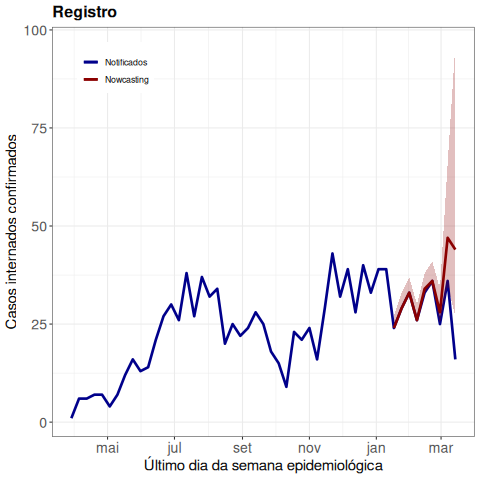 Registro
Notificados
Nowcasting
Casos internados confirmados
100
75
50
25
0
mai jul set nov jan mar
Último dia da semana epidemiológica